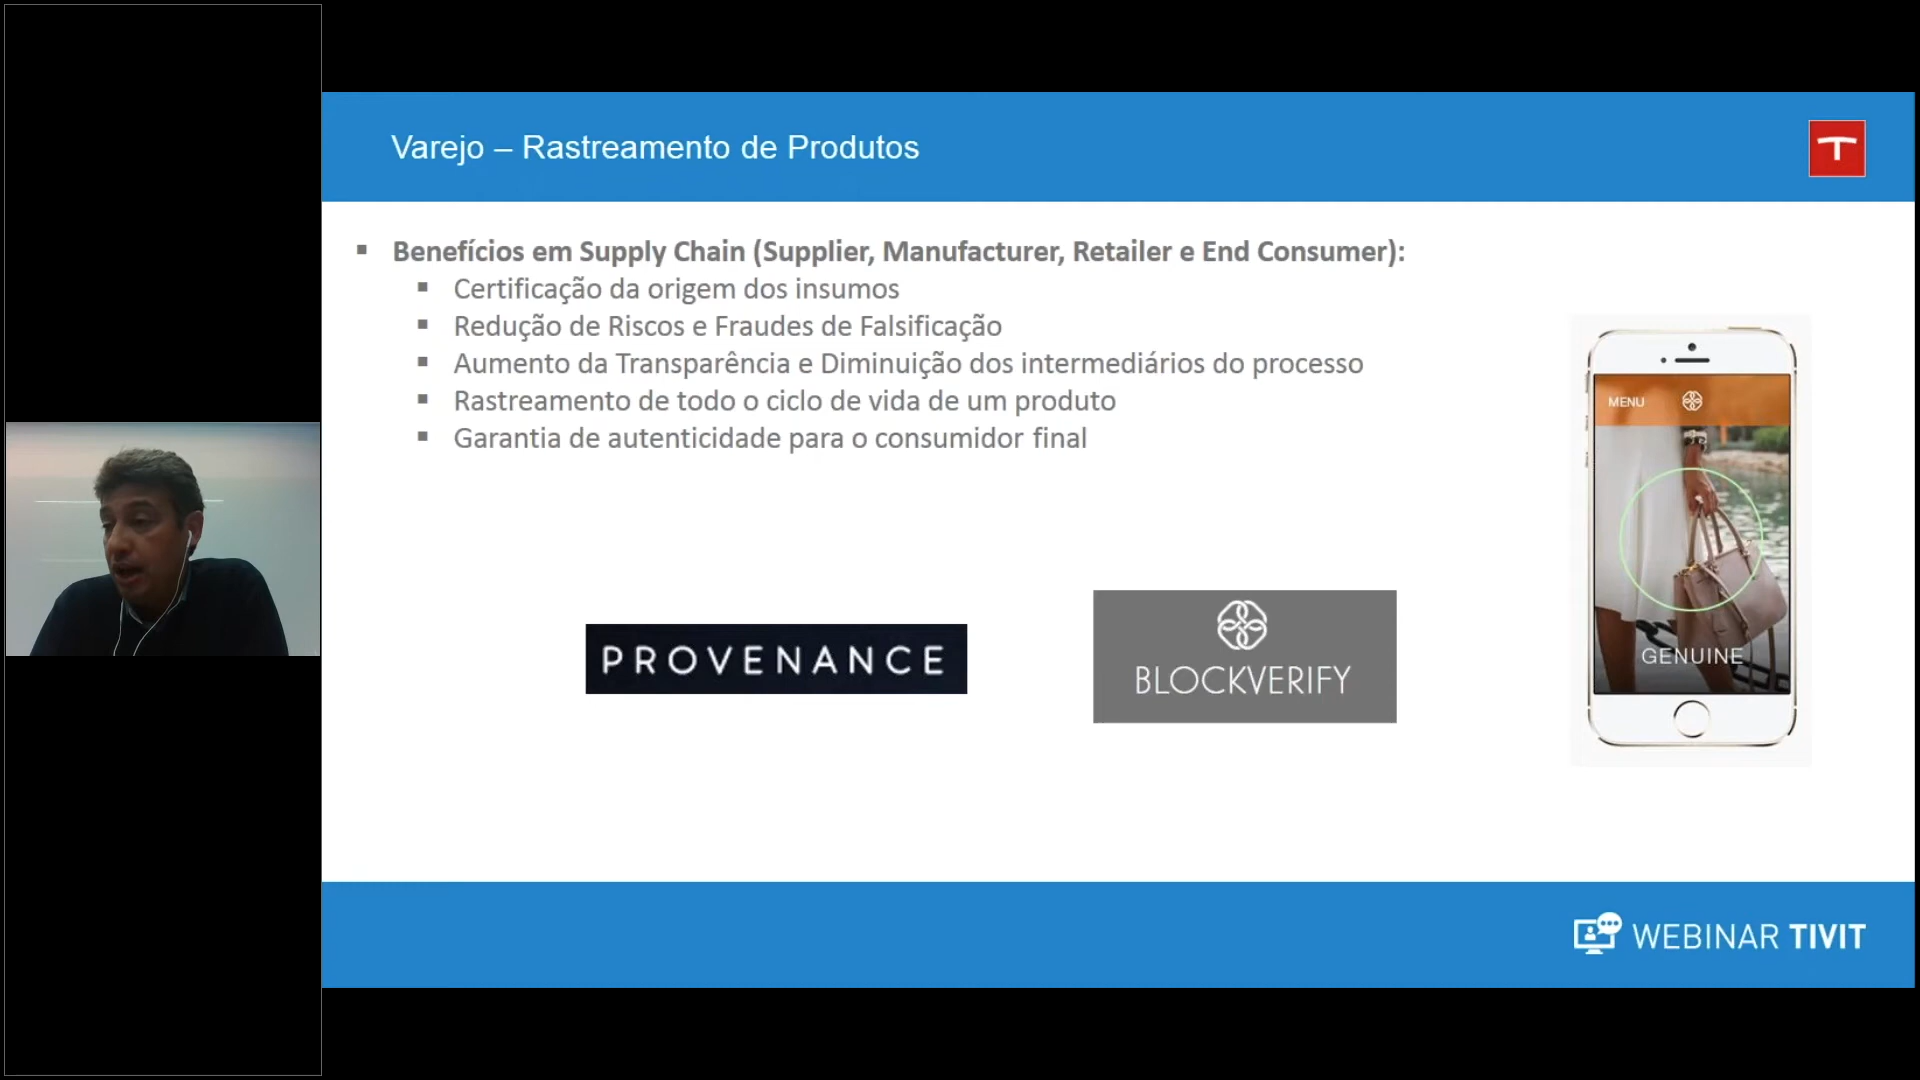 Varejo – Rastreamento de Produtos
Benefícios em Supply Chain (Supplier, Manufacturer, Retailer e End Consumer):
Certificação da origem dos insumos
Redução de Riscos e Fraudes de Falsificação
Aumento da Transparência e Diminuição dos intermediários do processo
Rastreamento de todo o ciclo de vida de um produto
Garantia de autenticidade para o consumidor final
PROVENANCE
BLOCKVERIFY
MENU
GENUINE
WEBINAR TIVIT